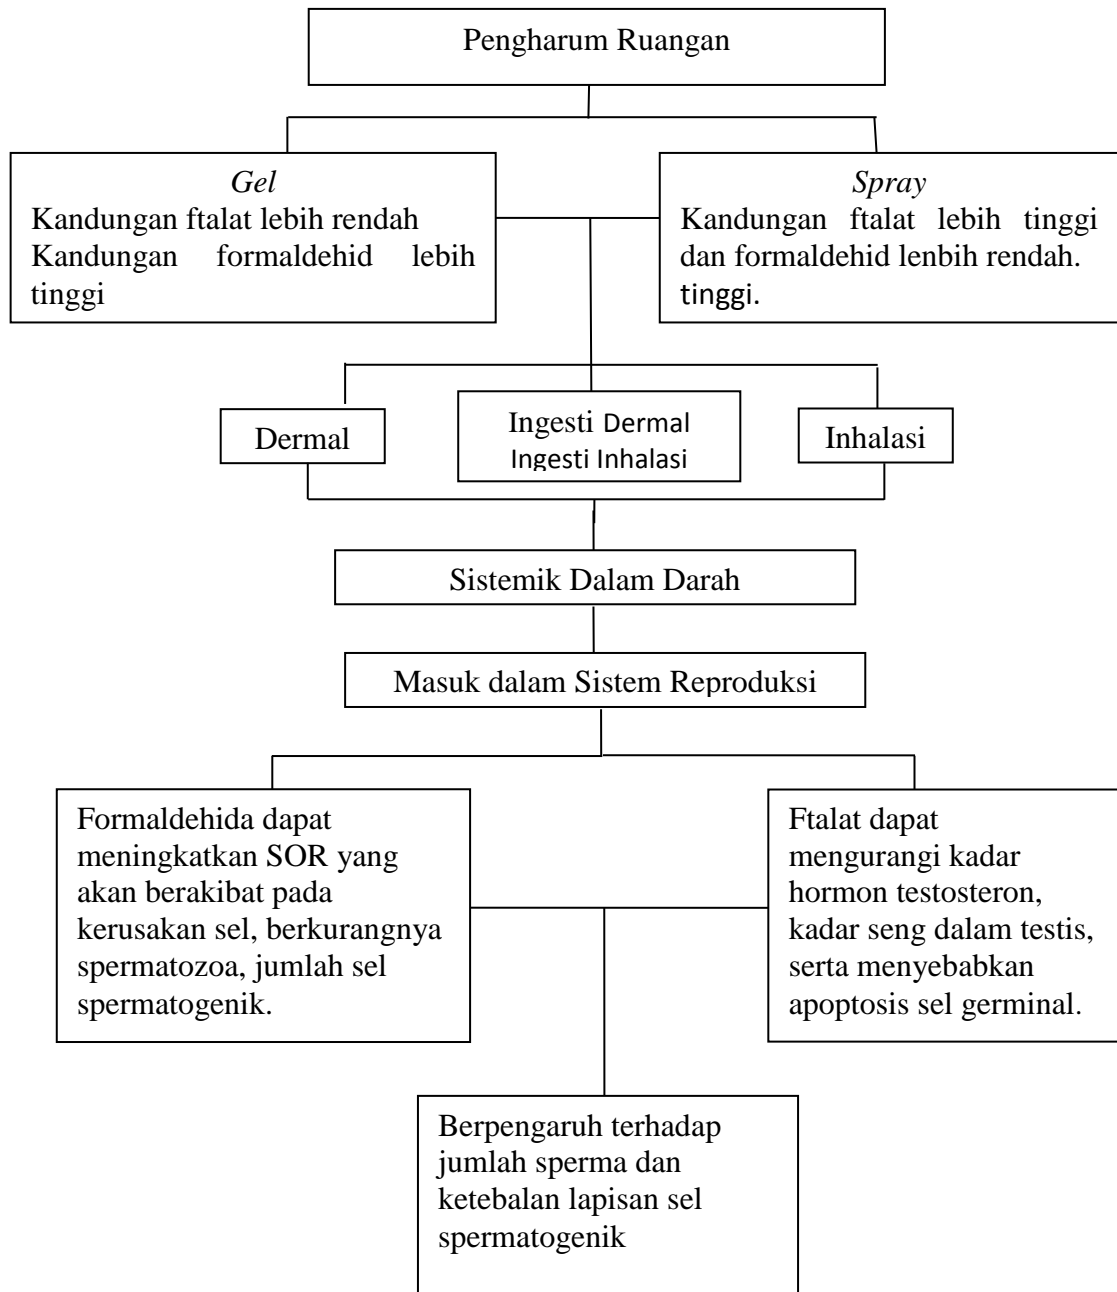 Pengharum Ruangan
Gel
Kandungan ftalat lebih rendah
Kandungan formaldehid lebih
tinggi
Spray
Kandungan ftalat lebih tinggi
dan formaldehid lenbih rendah.
tinggi.
Dermal
Ingesti Dermal
Ingesti Inhalasi
Inhalasi
Sistemik Dalam Darah
Masuk dalam Sistem Reproduksi
Formaldehida dapat
meningkatkan SOR yang
akan berakibat pada
kerusakan sel, berkurangnya
spermatozoa, jumlah sel
spermatogenik.
Ftalat dapat
mengurangi kadar
hormon testosteron,
kadar seng dalam testis,
serta menyebabkan
apoptosis sel germinal.
Berpengaruh terhadap
jumlah sperma dan
ketebalan lapisan sel
spermatogenik